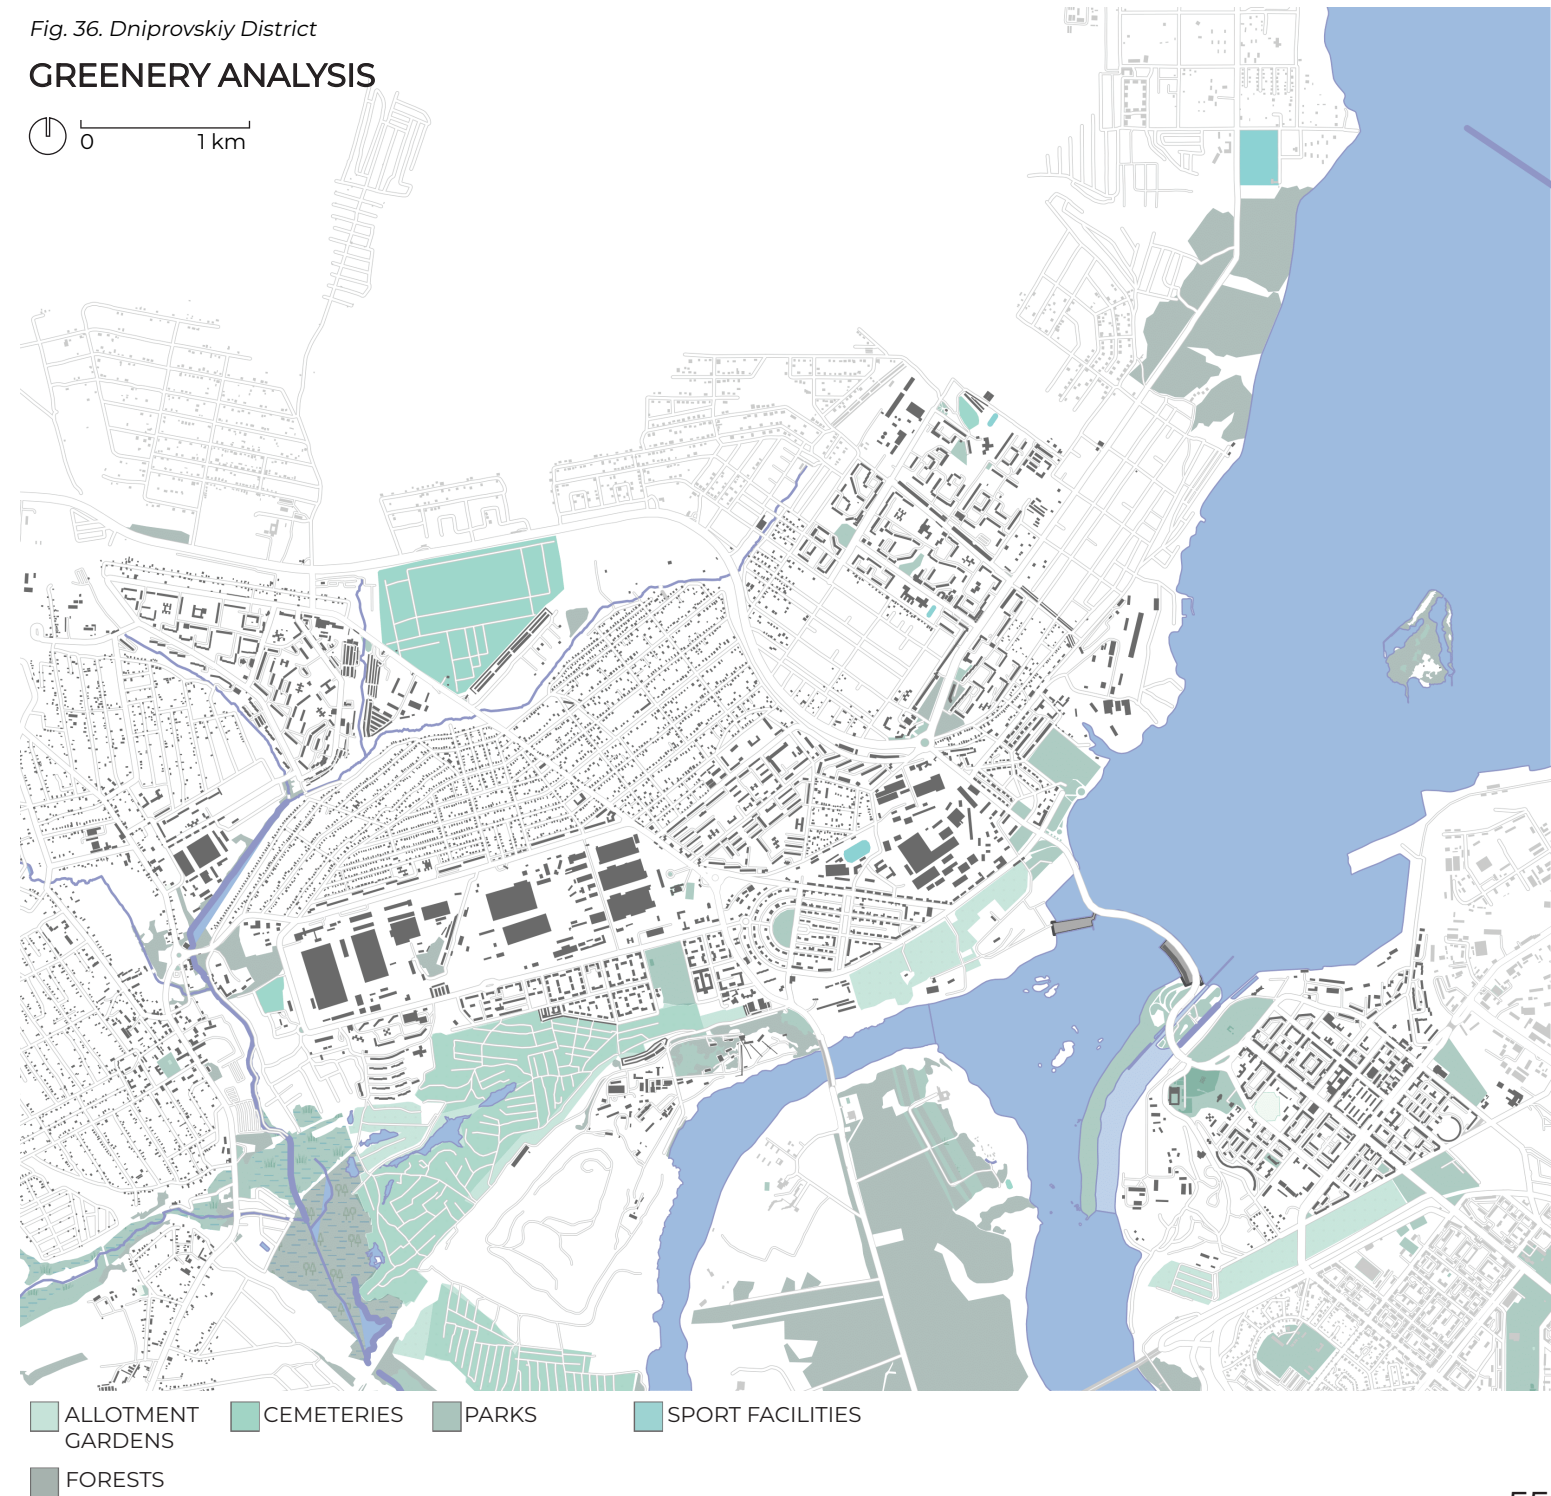 Fig. 36. Dniprovskiy District
GREENERY ANALYSIS
0 1 km
ALLOTMENT GARDENS
CEMETERIES
PARKS
SPORT FACILITIES
FORESTS